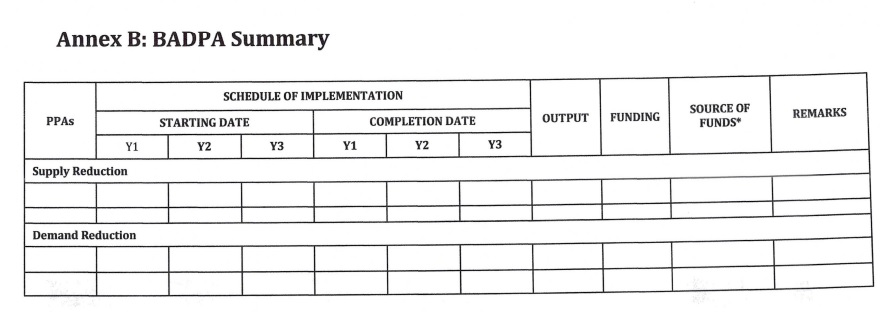 Annex B: BADPA Summary
SCHEDULE OF IMPLEMENTATION
PPAs
STARTING DATE
COMPLETION DATE
OUTPUT
FUNDING
SOURCE OF
FUNDS*
REMARKS
Y1
Y2
Y3
Y1
Y2
Y3
Supply Reduction
Demand Reduction